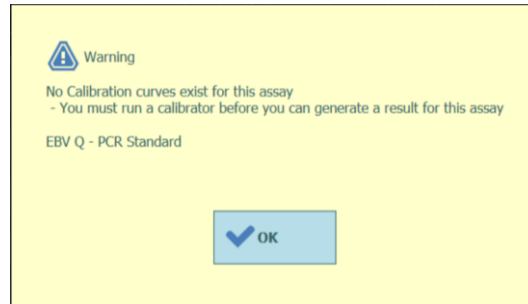 Warning
No Calibration curves exist for this assay
- You must run a calibrator before you can generate a result for this assay
EBV Q - PCR Standard
OK